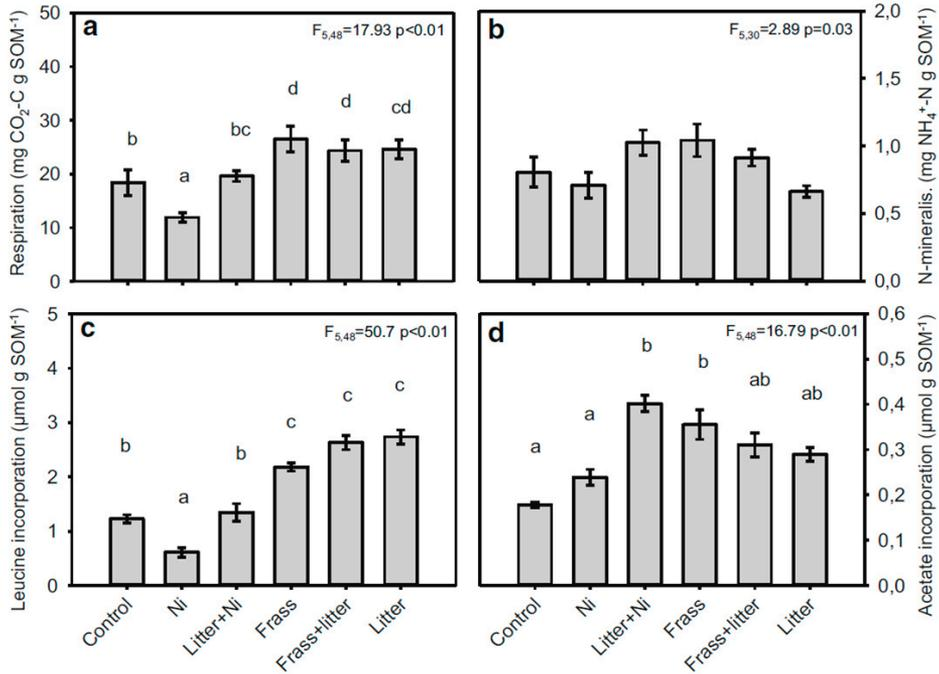 a
F5,48=17.93 p<0.01
Respiration (mg CO2-C g SOM-1)
50
40
30
20
10
0
b
a
bc
d
d
cd
b
F5,30=2.89 p=0.03
N-mineralis. (mg NH4+-N g SOM-1)
2,0
1,5
1,0
0,5
0,0
c
F5,48=50.7 p<0.01
Leucine incorporation (µmol g SOM-1)
5
4
3
2
1
0
b
a
b
c
c
c
Control
Ni
Litter+Ni
Frass
Frass+litter
Litter
d
F5,48=16.79 p<0.01
Acetate incorporation (µmol g SOM-1)
0,6
0,5
0,4
0,3
0,2
0,1
0,0
a
a
b
b
ab
ab
Control
Ni
Litter+Ni
Frass
Frass+litter
Litter